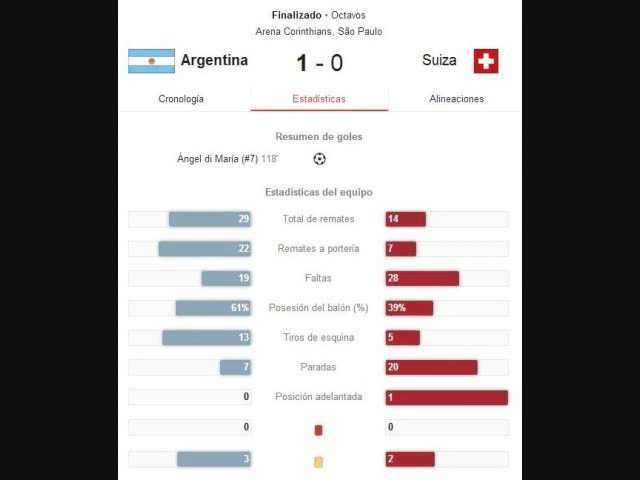 Finalizado - Octavos
Arena Corinthians, São Paulo
Argentina 1 - 0 Suiza
Cronología Estadísticas Alineaciones
Resumen de goles
Ángel di María (#7) 118'
Estadísticas del equipo
29 Total de remates 14
22 Remates a portería 7
19 Faltas 28
61% Posesión del balón (%) 39%
13 Tiros de esquina 5
7 Paradas 20
0 Posición adelantada 1
0 0
3 2